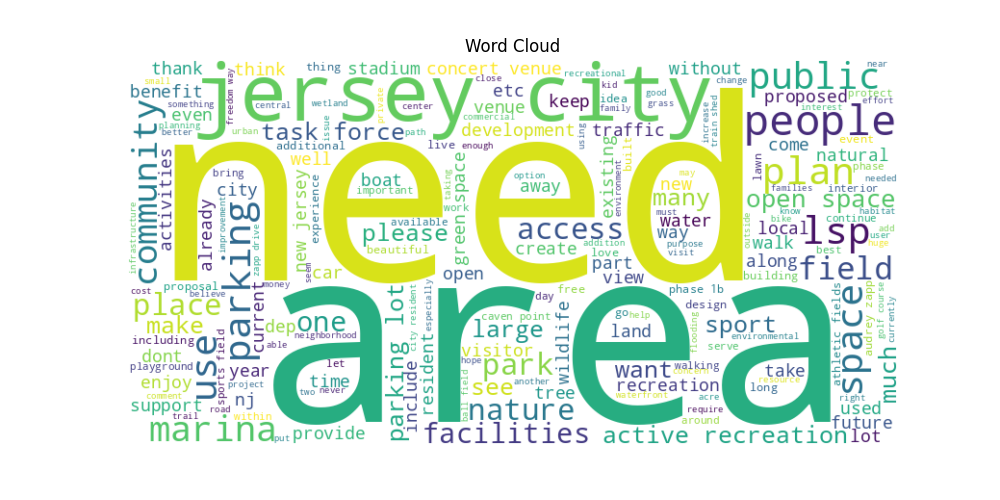 Word Cloud
thank
think
thing
stadium
concert venue
recreational
without
near
small
close
kid
change
public
benefit
something
freedom way
jersey city
private
etc
keep
idea
good
proposed
protect
effort
even
central
wetland
center
venue
family
grass
train shed
increase
people
interest
planning
better
urban
task force
path
commercial
development
using
traffic
community
activities
additional
issue
live
enough
built
come
event
natural
phase
need
well
boat
important
option
away
existing
environment
new
may
many
lawn
plan
interior
needed
families
bring
city
already
improvement
zapp drive
new jersey
experience
please
available
beautiful
green space
taking
work
access
create
addition
love
must
water
way
purpose
visit
outside
open space
know
bike
habitat
local
continue
add
user
lsp
walk
best
huge
infrastructure
parking
seem
car
open
part
view
along
building
field
cost
proposal
believe
money
current
place
make
use
dep
one
able
neighborhood
free
day
phase 1b
design
caven point
large
especially
city resident
go
help
land
flooding
sport
environmental
serve
space
athletic fields
audrey zapp
golf course
currently
much
including
dont
playground
year
sports field
let
time
two
never
parking lot
include
resident
visitor
hope
park
see
another
wildlife
tree
want
walking
concern
recreation
resource
acre
take
long
right
enjoy
comment
project
nj
support
road
trail
within
area
ball field
nature
waterfront
require
around
used
future
marina
put
provide
facilities
active recreation
lot